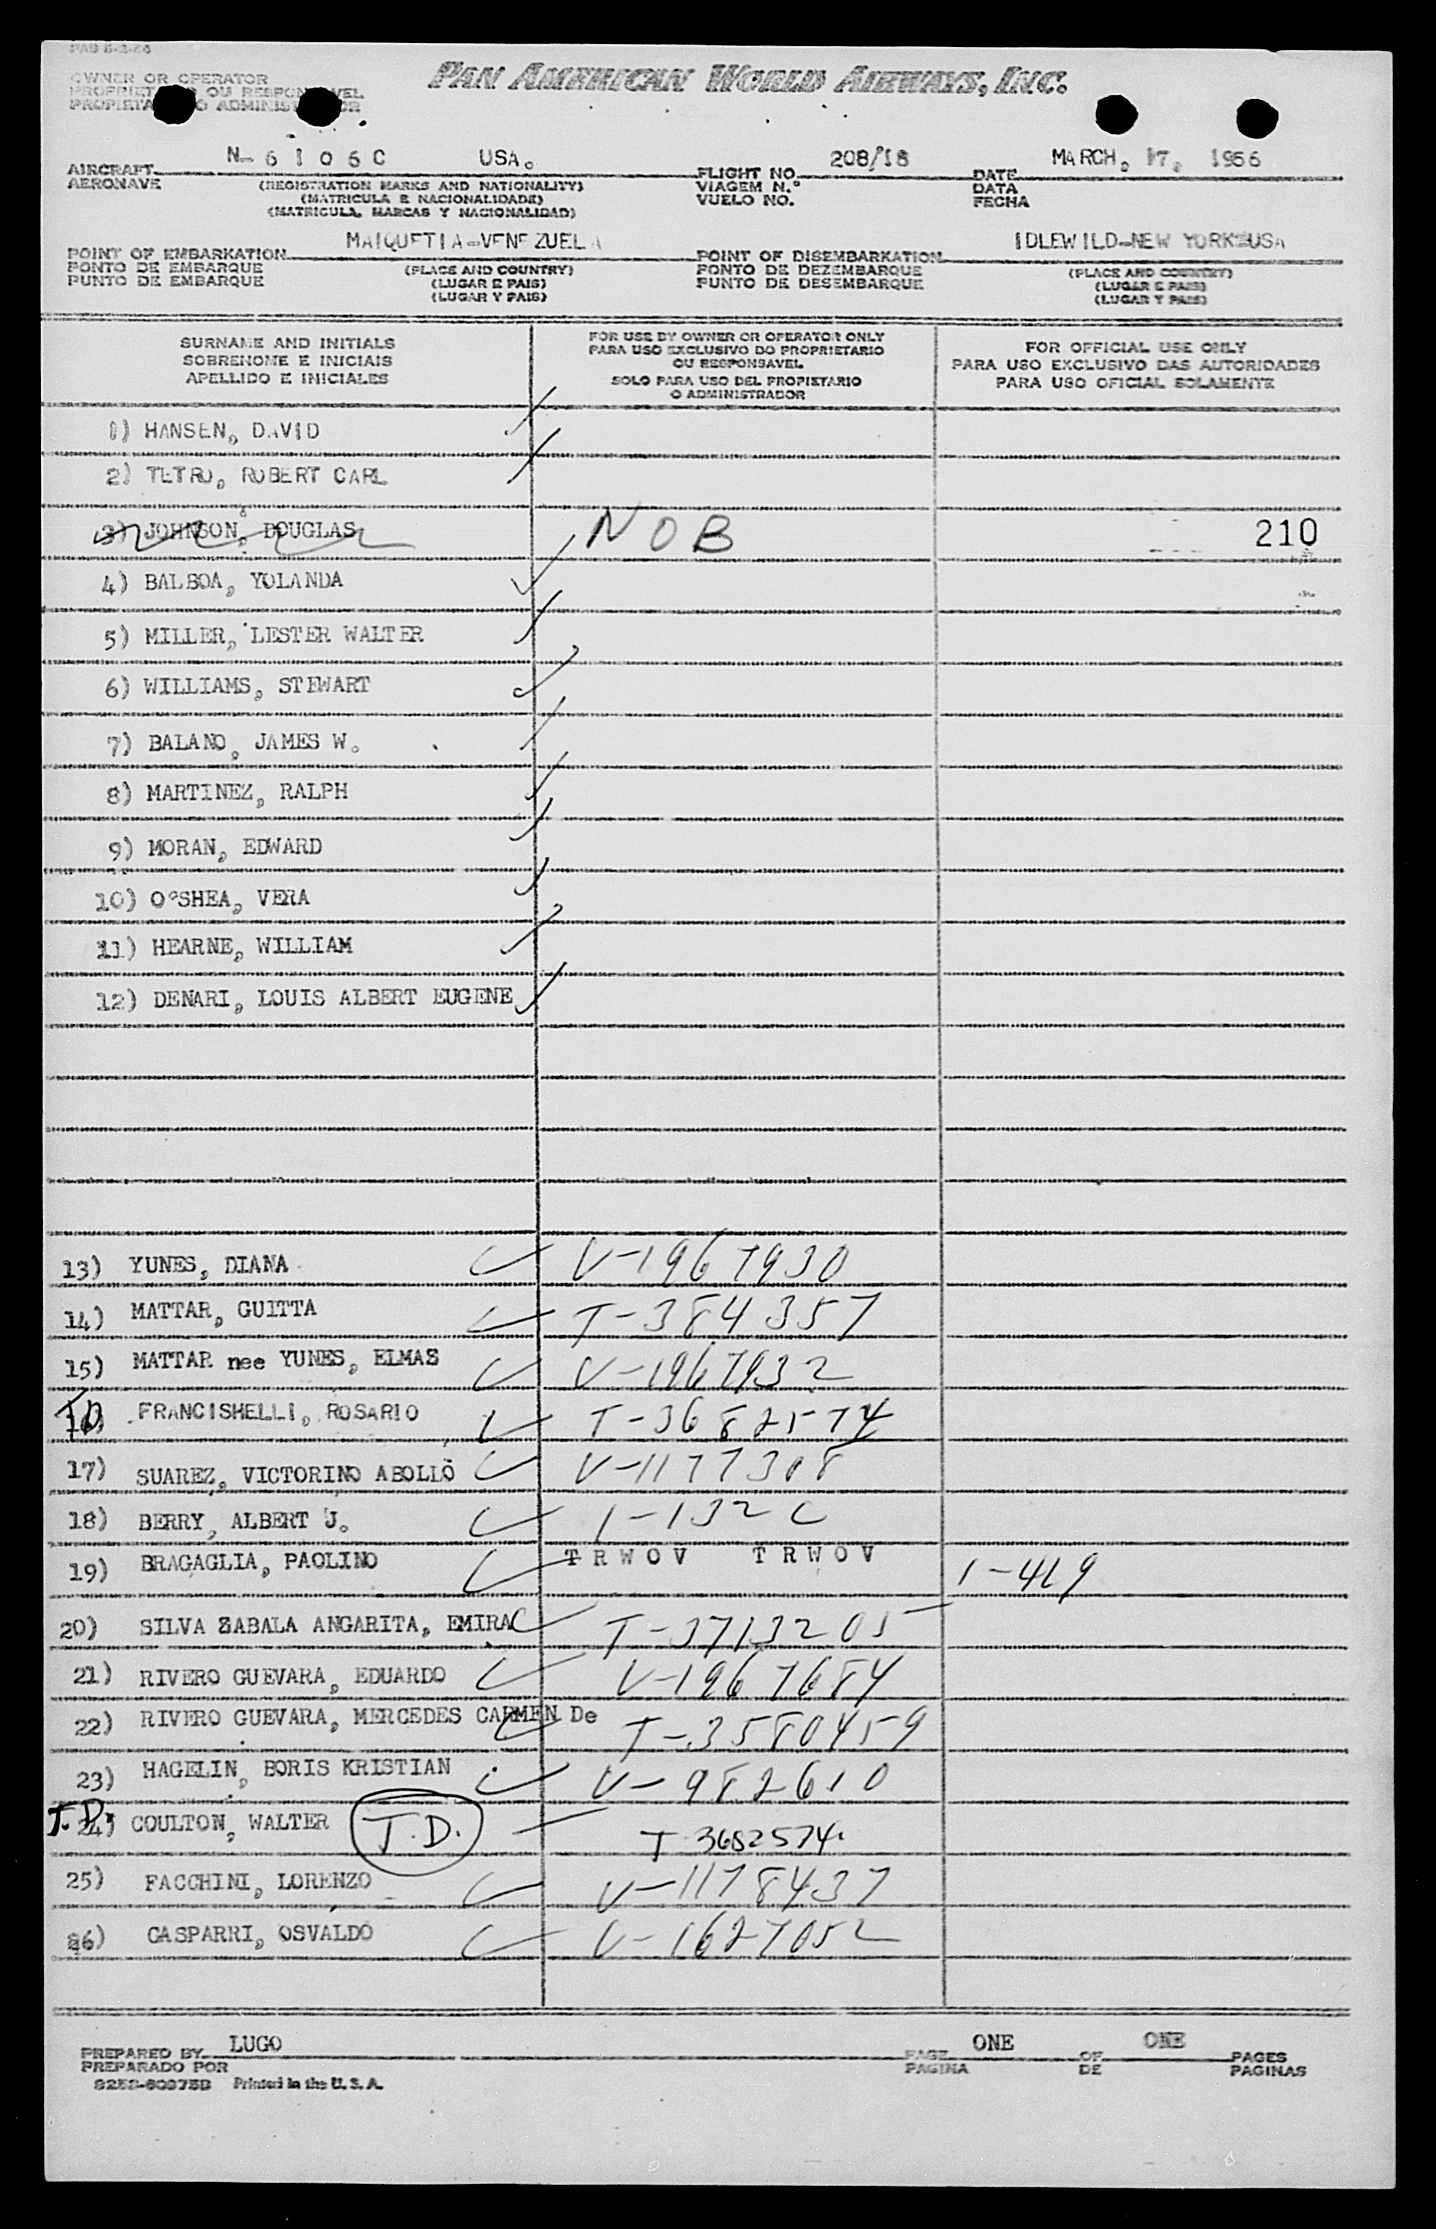 PAN AMERICAN WORLD AIRWAYS, INC.
OWNER OR OPERATOR
AIRCRAFT N-6106C USA. FLIGHT NO. 208/18 DATE MARCH. 17. 1956
AERONAVE (REGISTRATION MARKS AND NATIONALITY) VIAGEM N.º DATA
(MATRICULA E NACIONALIDADE) VUELO NO. FECHA
(MATRICULA, MARCAS Y NACIONALIDAD)
POINT OF EMBARKATION MAIQUETIA-VENEZUELA POINT OF DISEMBARKATION IDLEWILD-NEW YORK-USA
PONTO DE EMBARQUE (PLACE AND COUNTRY) PONTO DE DEZEMBARQUE (PLACE AND COUNTRY)
PUNTO DE EMBARQUE (LUGAR E PAIS) PUNTO DE DESEMBARQUE (LUGAR E PAIS)
(LUGAR Y PAIS) (LUGAR Y PAIS)
SURNAME AND INITIALS
SOBRENOME E INICIAIS
APELLIDO E INICIALES
FOR USE BY OWNER OR OPERATOR ONLY
PARA USO EXCLUSIVO DO PROPRIETARIO
OU RESPONSAVEL
SOLO PARA USO DEL PROPIETARIO
O ADMINISTRADOR
FOR OFFICIAL USE ONLY
PARA USO EXCLUSIVO DAS AUTORIDADES
PARA USO OFICIAL SOLAMENTE
1) HANSEN, DAVID
2) TETRO, ROBERT CARL
3) JOHNSON, DOUGLAS NOB 210
4) BALBOA, YOLANDA
5) MILLER, LESTER WALTER
6) WILLIAMS, STEWART
7) BALANO, JAMES W.
8) MARTINEZ, RALPH
9) MORAN, EDWARD
10) O'SHEA, VERA
11) HEARNE, WILLIAM
12) DENARI, LOUIS ALBERT EUGENE
13) YUNES, DIANA V-1967930
14) MATTAR, GUITTA T-384357
15) MATTAR nee YUNES, ELMAS V-1967932
TD 16) FRANCISHELLI, ROSARIO T-3682574
17) SUAREZ, VICTORINO ABOLLO V-1177308
18) BERRY, ALBERT J. 1-132 C
19) BRAGAGLIA, PAOLINO TRWOV TRWOV 1-419
20) SILVA ZABALA ANGARITA, EMIRA T-3713205
21) RIVERO GUEVARA, EDUARDO V-1967684
22) RIVERO GUEVARA, MERCEDES CARMEN De T-3580459
23) HAGELIN, BORIS KRISTIAN V-982610
T.D. 24) COULTON, WALTER T.D. T-3682574.
25) FACCHINI, LORENZO V-1178437
26) GASPARRI, OSVALDO V-1627052
PREPARED BY LUGO PAGE ONE OF ONE PAGES
PREPARADO POR PAGINA DE PAGINAS
Printed in the U.S.A.